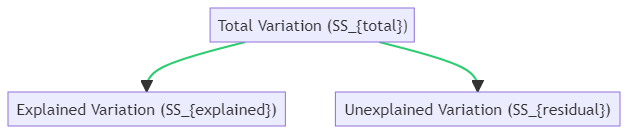 Total Variation (SS_{total})
Explained Variation (SS_{explained})
Unexplained Variation (SS_{residual})